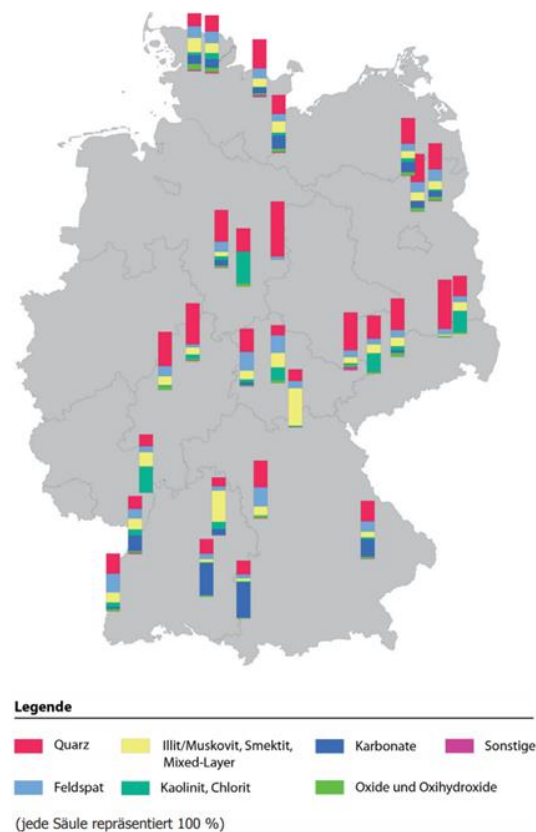 Legende
Quarz
Illit/Muskovit, Smektit,
Mixed-Layer
Karbonate
Sonstige
Feldspat
Kaolinit, Chlorit
Oxide und Oxihydroxide
(jede Säule repräsentiert 100 %)